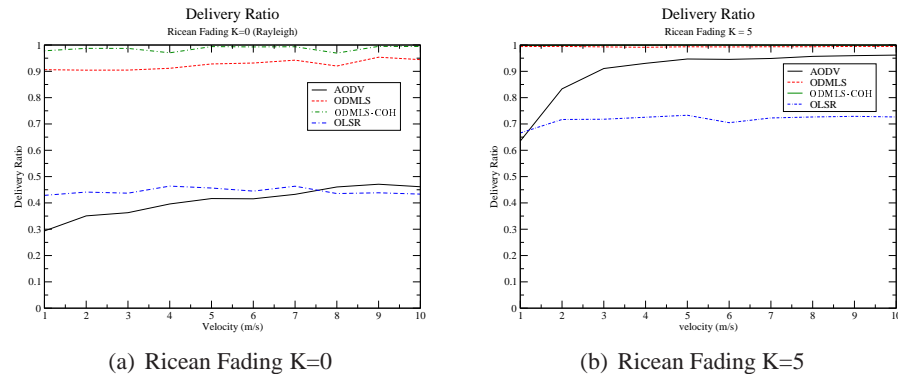 Delivery Ratio
Ricean Fading K=0 (Rayleigh)
1
0.9
0.8
0.7
0.6
0.5
0.4
0.3
0.2
0.1
0
Delivery Ratio
AODV
ODMLS
ODMLS-COH
OLSR
1 2 3 4 5 6 7 8 9 10
Velocity (m/s)
(a) Ricean Fading K=0
Delivery Ratio
Ricean Fading K = 5
1
0.9
0.8
0.7
0.6
0.5
0.4
0.3
0.2
0.1
0
Delivery Ratio
AODV
ODMLS
ODMLS-COH
OLSR
1 2 3 4 5 6 7 8 9 10
velocity (m/s)
(b) Ricean Fading K=5